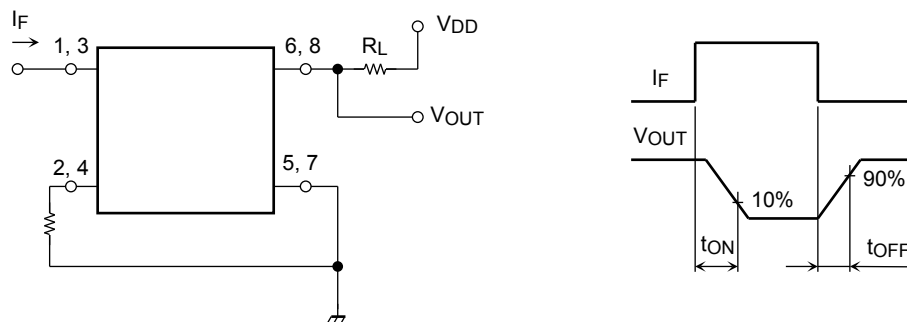 IF
1, 3
6, 8
RL
VDD
VOUT
2, 4
5, 7
IF
VOUT
10%
90%
tON
tOFF